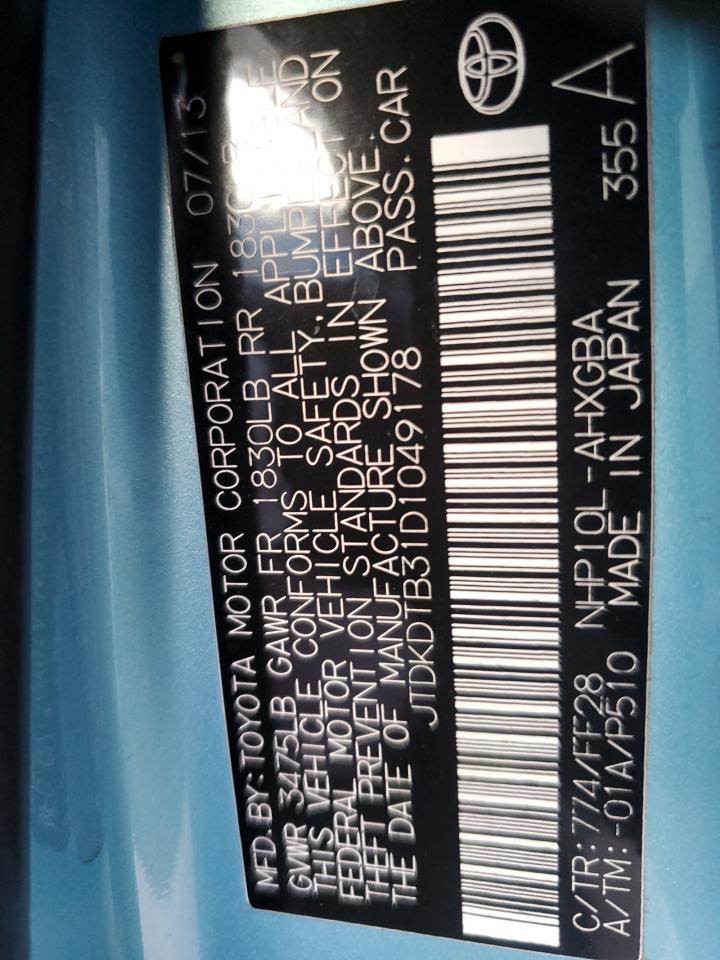 MFD.BY:TOYOTA MOTOR CORPORATION 07/13
GVWR 3475LB GAWR FR 1830LB RR 1830LB
THIS VEHICLE CONFORMS TO ALL APPLICABLE
FEDERAL MOTOR VEHICLE SAFETY,BUMPER AND
THEFT PREVENTION STANDARDS IN EFFECT ON
THE DATE OF MANUFACTURE SHOWN ABOVE.
JTDKDTB31D1049178 PASS.CAR
C/TR:774/FF28 NHP10L-AHXGBA 355 A
A/TM:-01A/P510 MADE IN JAPAN